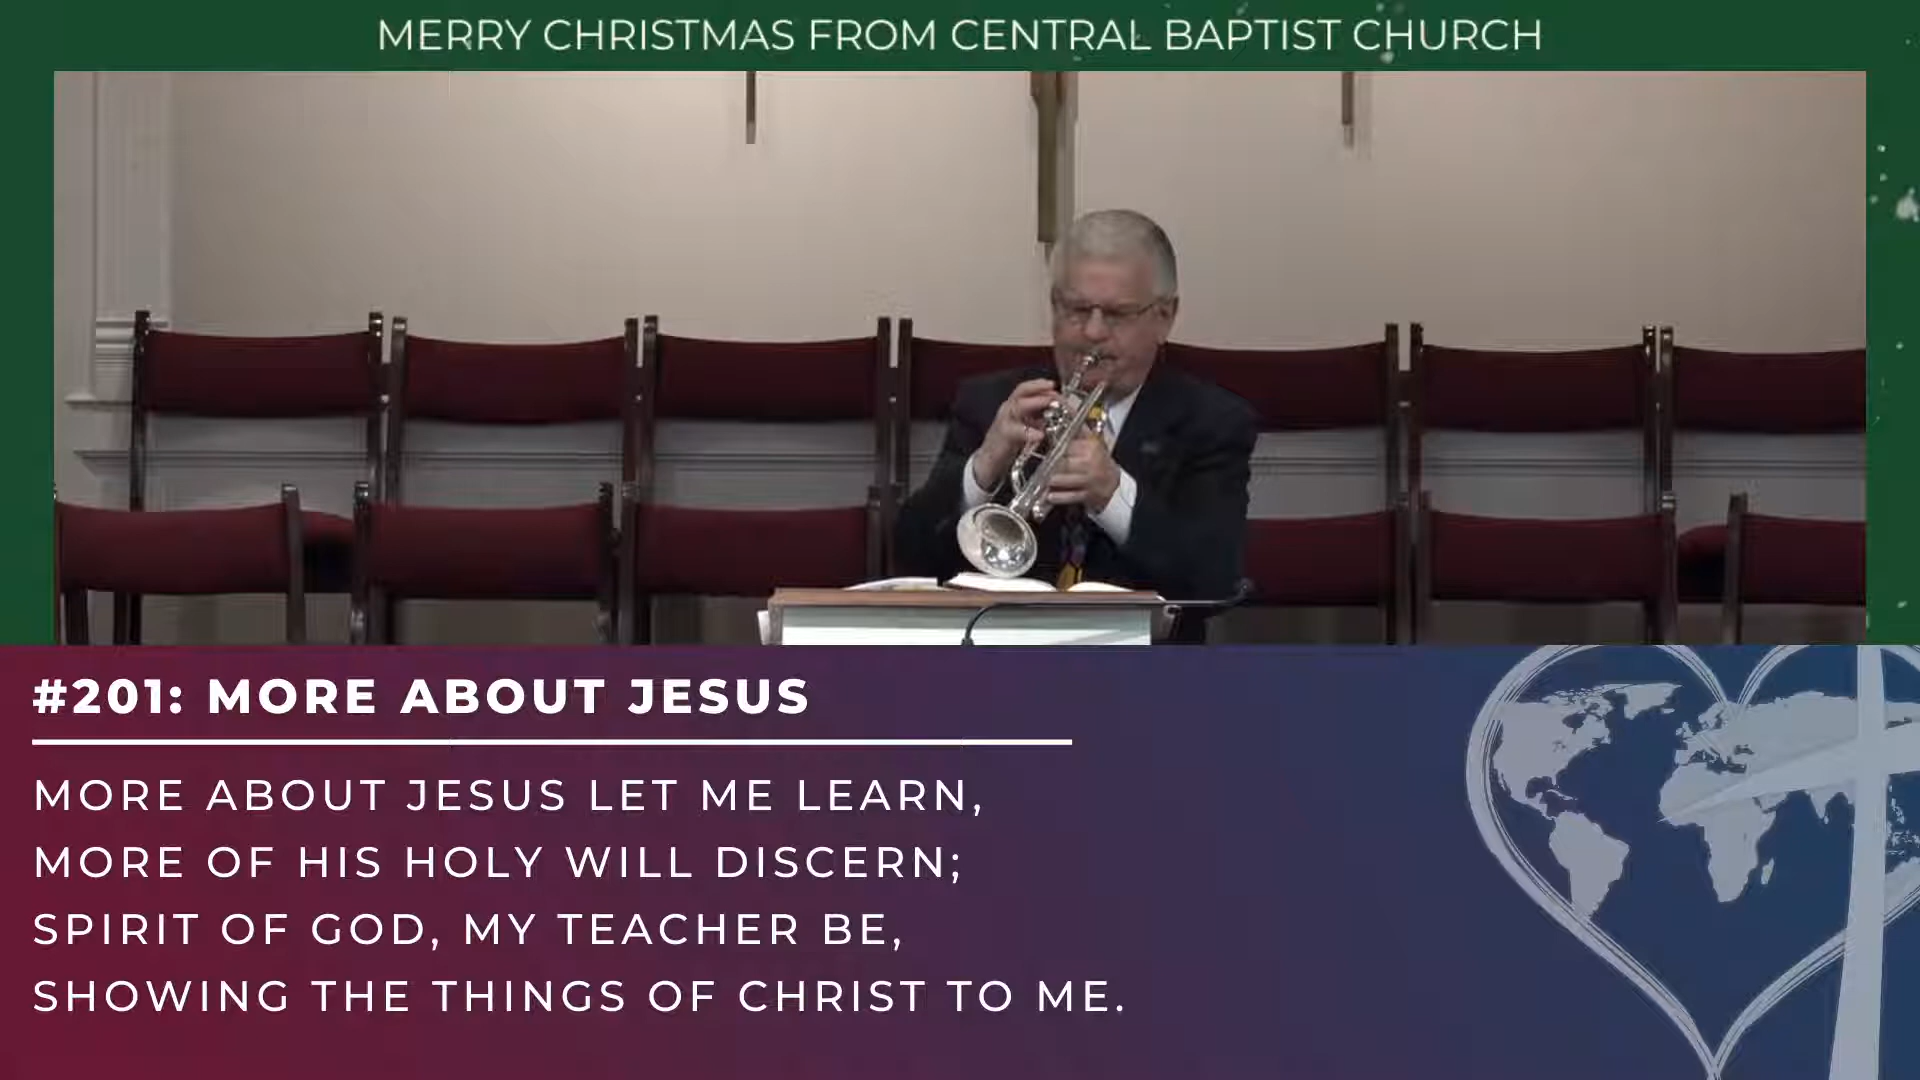 MERRY CHRISTMAS FROM CENTRAL BAPTIST CHURCH
#201: MORE ABOUT JESUS
MORE ABOUT JESUS LET ME LEARN,
MORE OF HIS HOLY WILL DISCERN;
SPIRIT OF GOD, MY TEACHER BE,
SHOWING THE THINGS OF CHRIST TO ME.